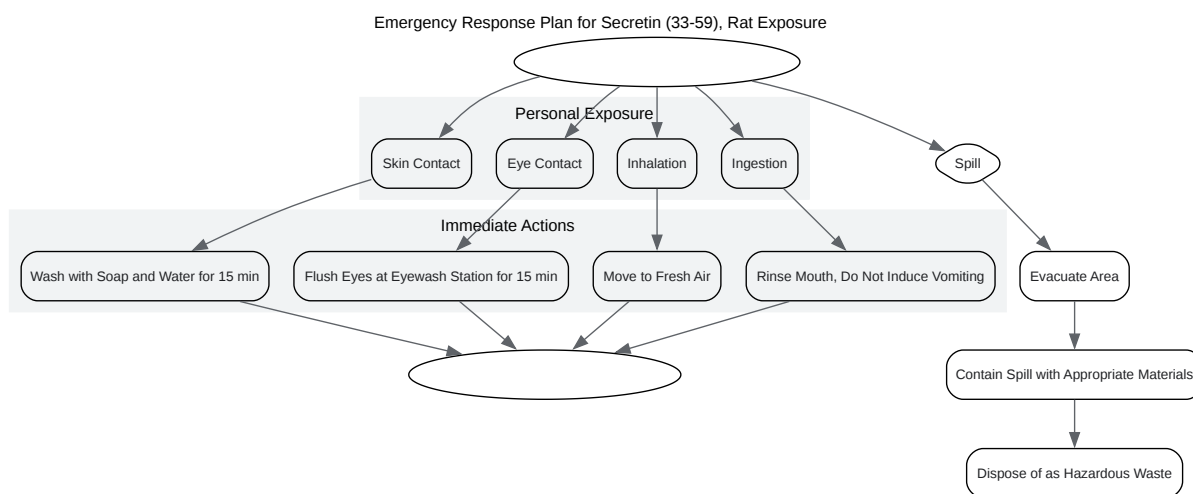 Emergency Response Plan for Secretin (33-59), Rat Exposure
Personal Exposure
Skin Contact
Eye Contact
Inhalation
Ingestion
Spill
Immediate Actions
Wash with Soap and Water for 15 min
Flush Eyes at Eyewash Station for 15 min
Move to Fresh Air
Rinse Mouth, Do Not Induce Vomiting
Evacuate Area
Contain Spill with Appropriate Materials
Dispose of as Hazardous Waste